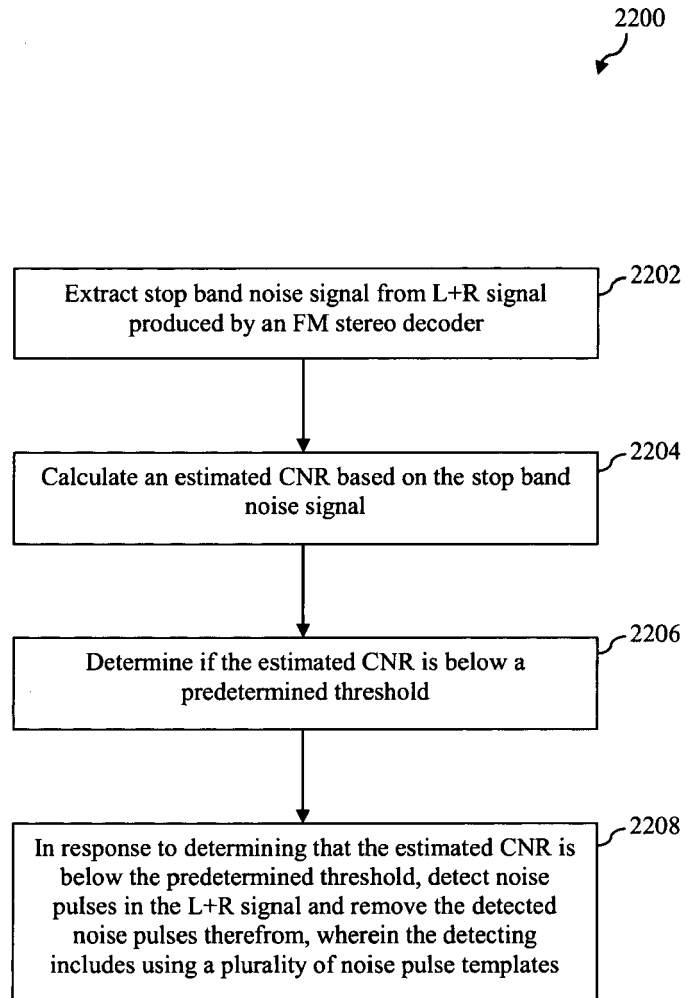 2200
2202
Extract stop band noise signal from L+R signal
produced by an FM stereo decoder
2204
Calculate an estimated CNR based on the stop band
noise signal
2206
Determine if the estimated CNR is below a
predetermined threshold
2208
In response to determining that the estimated CNR is
below the predetermined threshold, detect noise
pulses in the L+R signal and remove the detected
noise pulses therefrom, wherein the detecting
includes using a plurality of noise pulse templates